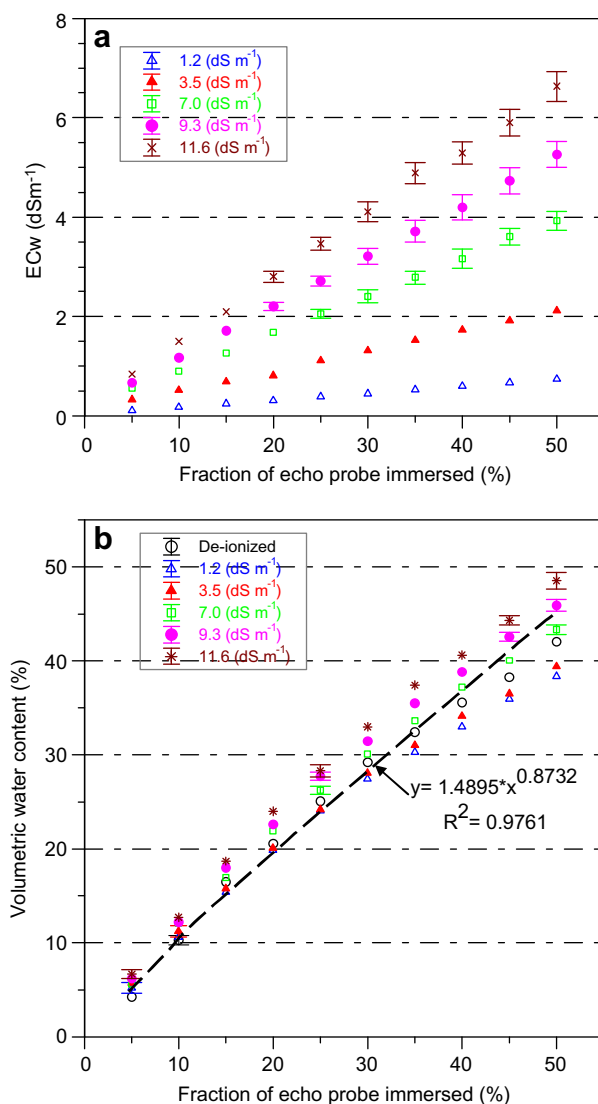 a
1.2 (dS m-1)
3.5 (dS m-1)
7.0 (dS m-1)
9.3 (dS m-1)
11.6 (dS m-1)
8
6
4
2
0
ECw (dSm-1)
0 10 20 30 40 50
Fraction of echo probe immersed (%)
b
De-ionized
1.2 (dS m-1)
3.5 (dS m-1)
7.0 (dS m-1)
9.3 (dS m-1)
11.6 (dS m-1)
50
40
30
20
10
0
Volumetric water content (%)
y= 1.4895*x0.8732
R2= 0.9761
0 10 20 30 40 50
Fraction of echo probe immersed (%)